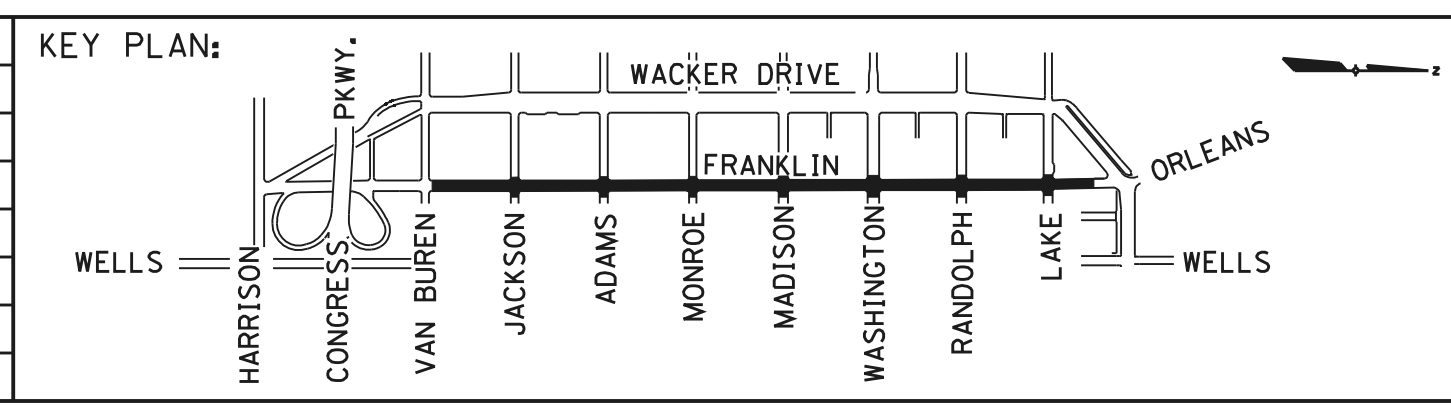 KEY PLAN:
PKWY.
WACKER DRIVE
Z
FRANKLIN
ORLEANS
WELLS
HARRISON
CONGRESS
VAN BUREN
JACKSON
ADAMS
MONROE
MADISON
WASHINGTON
RANDOLPH
LAKE
WELLS